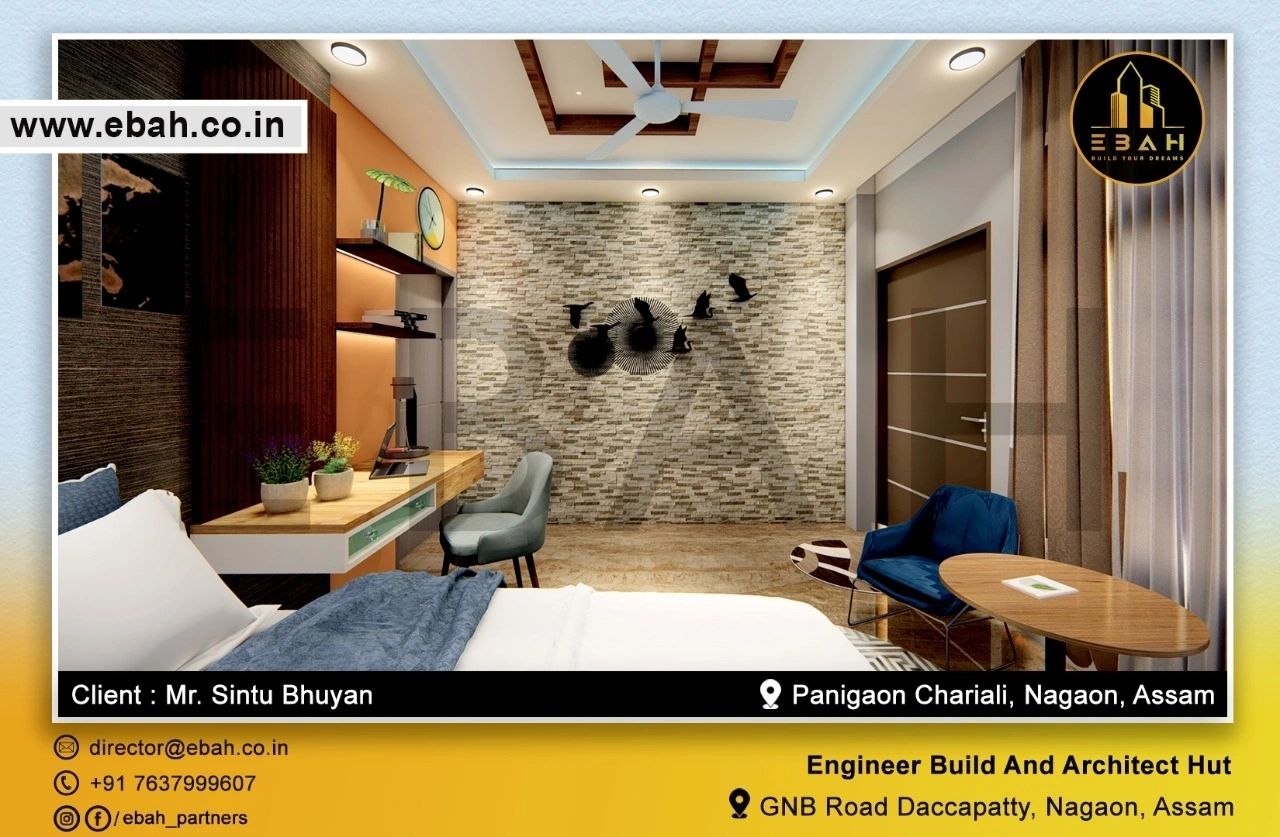 www.ebah.co.in
EBAH
BUILD YOUR DREAMS
EBAH
Client : Mr. Sintu Bhuyan
Panigaon Chariali, Nagaon, Assam
director@ebah.co.in
+91 7637999607
/ebah_partners
Engineer Build And Architect Hut
GNB Road Daccapatty, Nagaon, Assam